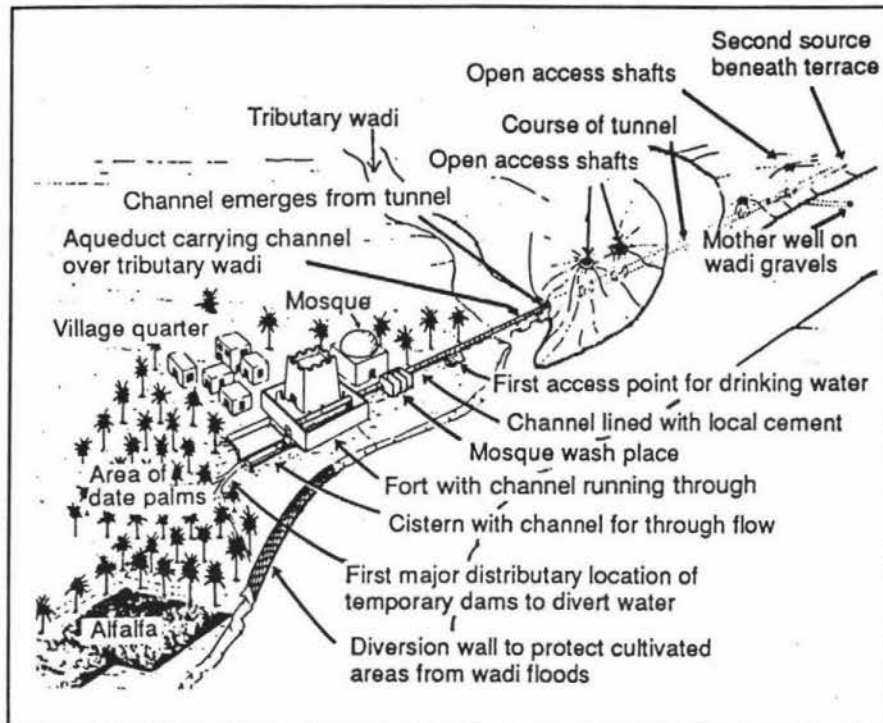 Second source
beneath terrace
Open access shafts
Tributary wadi
Course of tunnel
Open access shafts
Channel emerges from tunnel
Mother well on
wadi gravels
Aqueduct carrying channel
over tributary wadi
Mosque
Village quarter
First access point for drinking water
Channel lined with local cement
Mosque wash place
Area of
date palms
Fort with channel running through
Cistern with channel for through flow
First major distributary location of
temporary dams to divert water
Alfalfa
Diversion wall to protect cultivated
areas from wadi floods